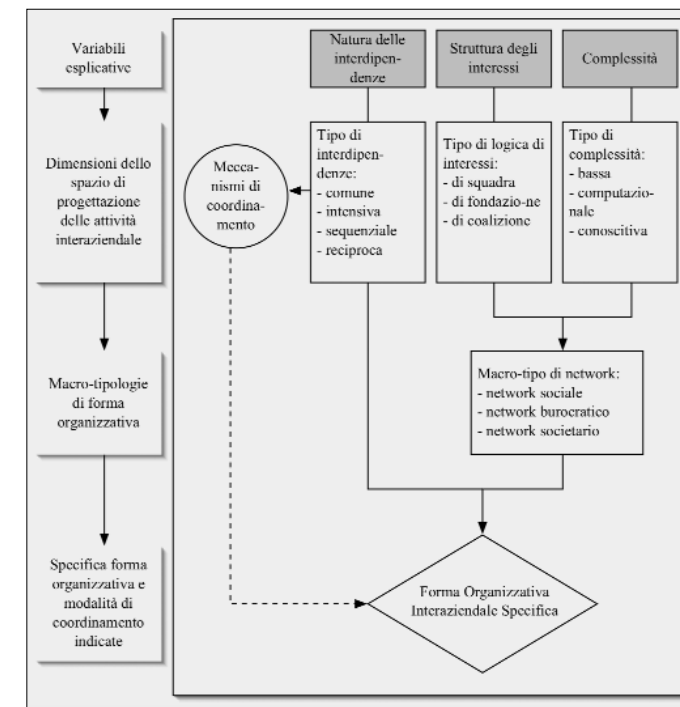 Variabili
esplicative
Natura delle
interdipen-
denze
Struttura degli
interessi
Complessità
Dimensioni dello
spazio di
progettazione
delle attività
interaziendale
Mecca-
nismi di
coordina-
mento
Tipo di
interdipen-
denze:
- comune
- intensiva
- sequenziale
- reciproca
Tipo di logica di
interessi:
- di squadra
- di fondazio-ne
- di coalizione
Tipo di
complessità:
- bassa
- computazio-
nale
- conoscitiva
Macro-tipologie
di forma
organizzativa
Macro-tipo di network:
- network sociale
- network burocratico
- network societario
Specifica forma
organizzativa e
modalità di
coordinamento
indicate
Forma Organizzativa
Interaziendale Specifica